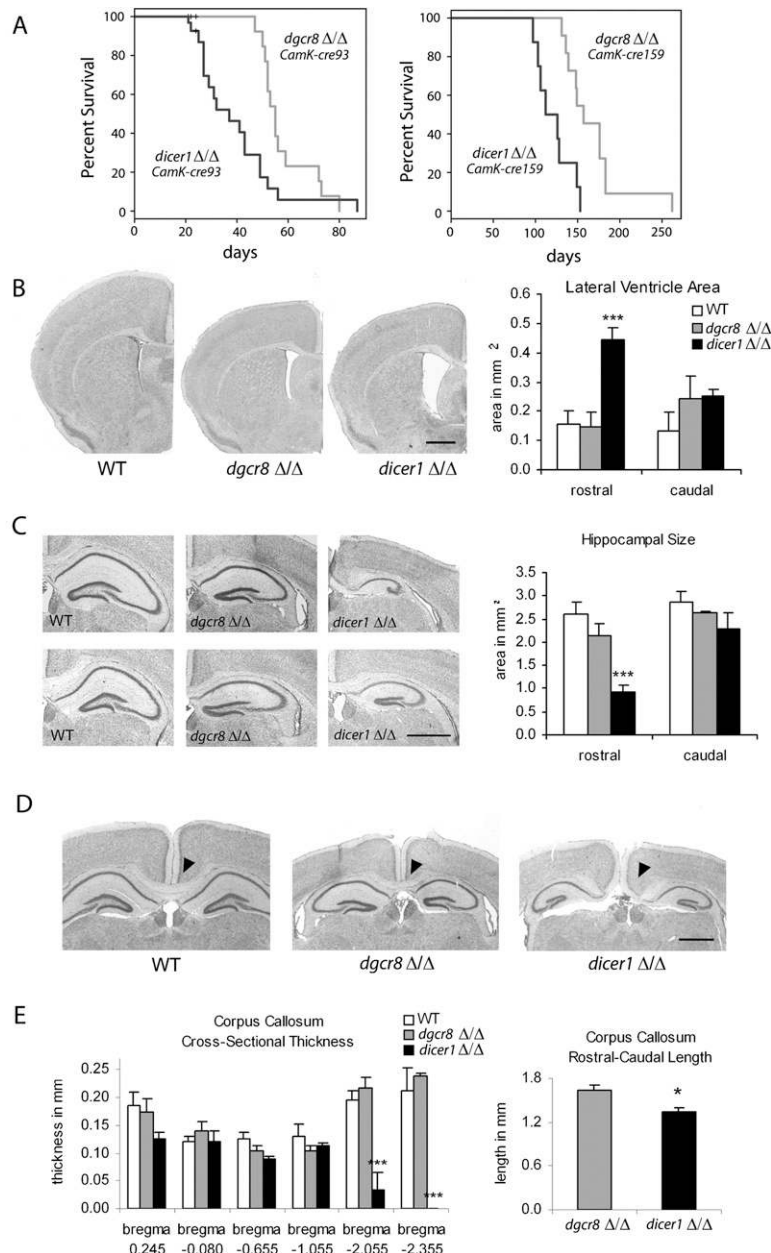 A
Percent Survival
100
80
60
40
20
0
dgcr8 Δ/Δ
CamK-cre93
dicer1 Δ/Δ
CamK-cre93
0 20 40 60 80
days
Percent Survival
100
80
60
40
20
0
dgcr8 Δ/Δ
CamK-cre159
dicer1 Δ/Δ
CamK-cre159
0 50 100 150 200 250
days
B
WT
dgcr8 Δ/Δ
dicer1 Δ/Δ
Lateral Ventricle Area
WT
dgcr8 Δ/Δ
dicer1 Δ/Δ
area in mm ²
0.6
0.5
0.4
0.3
0.2
0.1
0.0
***
rostral caudal
C
WT
dgcr8 Δ/Δ
dicer1 Δ/Δ
WT
dgcr8 Δ/Δ
dicer1 Δ/Δ
Hippocampal Size
area in mm ²
3.5
3.0
2.5
2.0
1.5
1.0
0.5
0.0
***
rostral caudal
D
WT
dgcr8 Δ/Δ
dicer1 Δ/Δ
E
Corpus Callosum
Cross-Sectional Thickness
WT
dgcr8 Δ/Δ
dicer1 Δ/Δ
thickness in mm
0.25
0.20
0.15
0.10
0.05
0.00
***
***
bregma bregma bregma bregma bregma bregma
0.245 -0.080 -0.655 -1.055 -2.055 -2.355
Corpus Callosum
Rostral-Caudal Length
length in mm
1.8
1.2
0.6
0.0
*
dgcr8 Δ/Δ dicer1 Δ/Δ